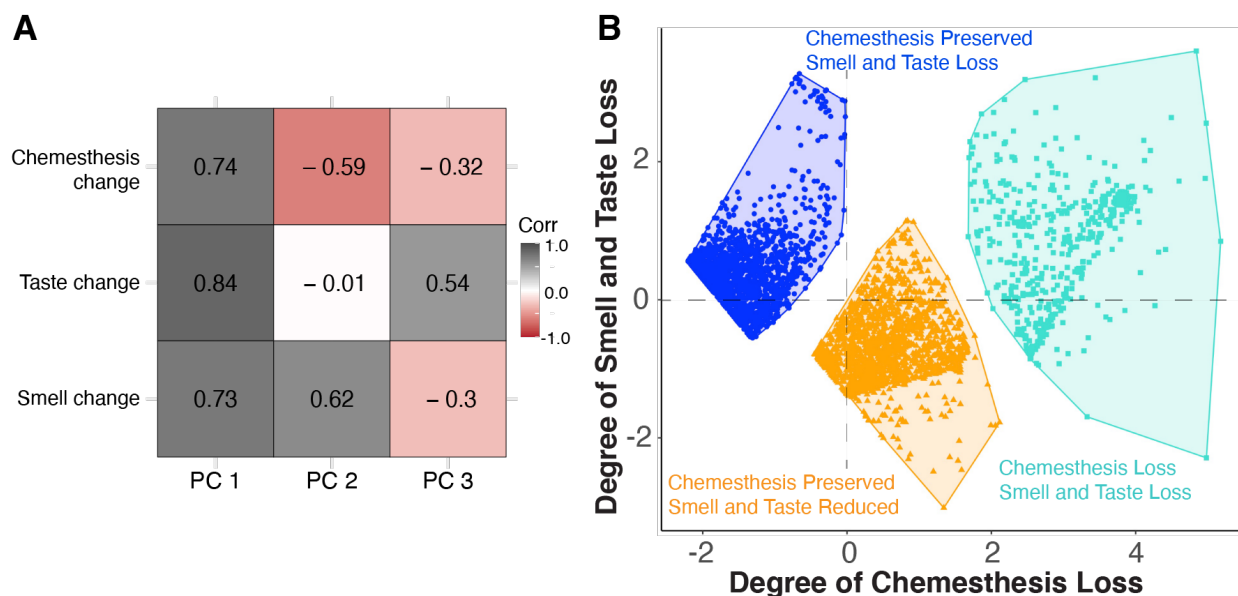 A
Chemesthesis
change
0.74
– 0.59
– 0.32
Taste change
0.84
– 0.01
0.54
Smell change
0.73
0.62
– 0.3
PC 1
PC 2
PC 3
Corr
1.0
0.0
-1.0
B
Degree of Smell and Taste Loss
2
0
-2
Chemesthesis Preserved
Smell and Taste Loss
Chemesthesis Preserved
Smell and Taste Reduced
Chemesthesis Loss
Smell and Taste Loss
-2
0
2
4
Degree of Chemesthesis Loss